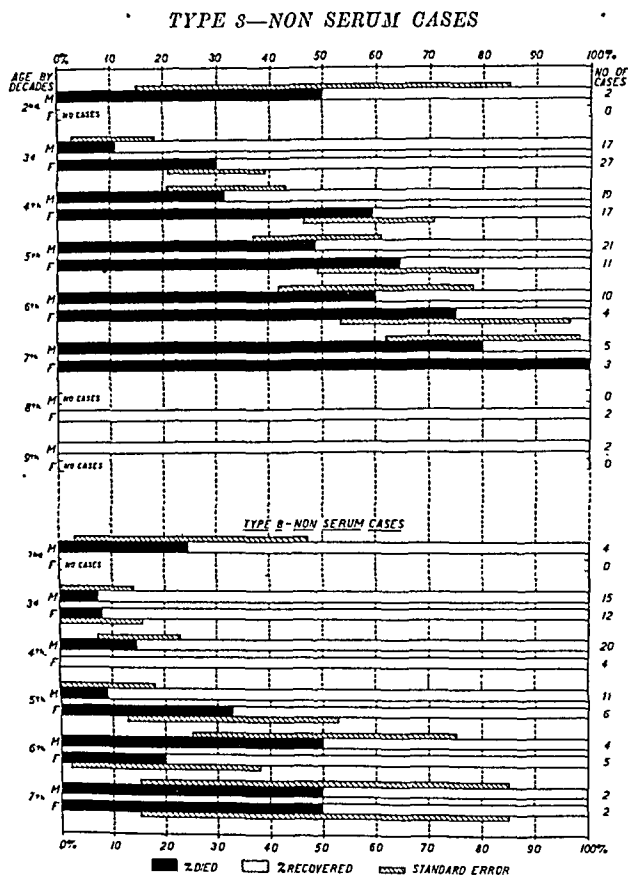 TYPE 3—NON SERUM CASES
0% 10 20 30 40 50 60 70 80 90 100%
AGE BY DECADES
NO OF CASES
2nd M 2
F NO CASES 0
3d M 17
F 27
4th M 19
F 17
5th M 21
F 11
6th M 10
F 4
7th M 5
F 3
8th M NO CASES 0
F 2
9th M 2
F NO CASES 0
TYPE 8-NON SERUM CASES
2nd M 4
F NO CASES 0
3d M 15
F 12
4th M 20
F 4
5th M 11
F 6
6th M 4
F 5
7th M 2
F 2
0% 10 20 30 40 50 60 70 80 90 100%
% DIED % RECOVERED STANDARD ERROR